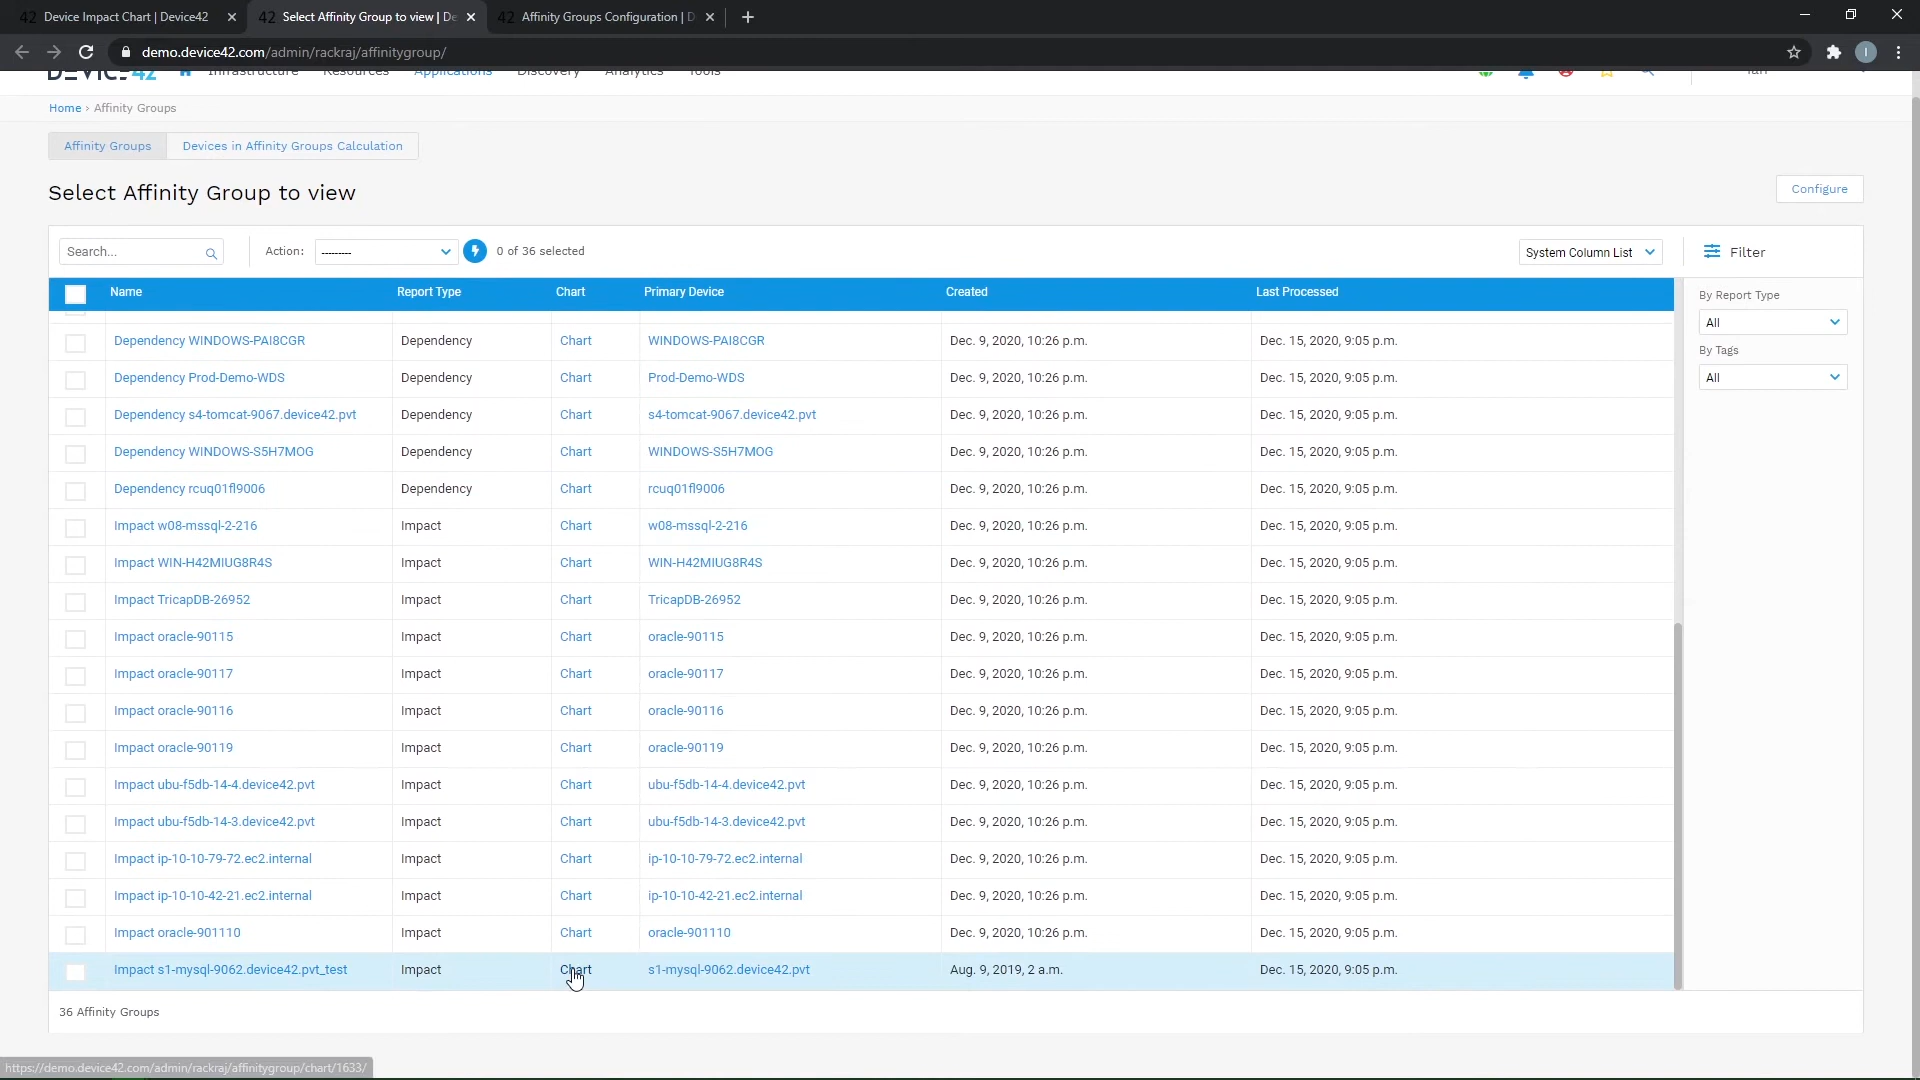 42 Device Impact Chart | Device42
42 Select Affinity Group to view | De
42 Affinity Groups Configuration | D
demo.device42.com/admin/rackraj/affinitygroup/
I
DEVICE42 Infrastructure Resources Applications Discovery Analytics Tools Ian
Home › Affinity Groups
Affinity Groups Devices in Affinity Groups Calculation
Select Affinity Group to view
Configure
Search... Action: --------- 0 of 36 selected System Column List Filter
Name Report Type Chart Primary Device Created Last Processed
By Report Type
All
By Tags
All
Dependency WINDOWS-PAI8CGR Dependency Chart WINDOWS-PAI8CGR Dec. 9, 2020, 10:26 p.m. Dec. 15, 2020, 9:05 p.m.
Dependency Prod-Demo-WDS Dependency Chart Prod-Demo-WDS Dec. 9, 2020, 10:26 p.m. Dec. 15, 2020, 9:05 p.m.
Dependency s4-tomcat-9067.device42.pvt Dependency Chart s4-tomcat-9067.device42.pvt Dec. 9, 2020, 10:26 p.m. Dec. 15, 2020, 9:05 p.m.
Dependency WINDOWS-S5H7MOG Dependency Chart WINDOWS-S5H7MOG Dec. 9, 2020, 10:26 p.m. Dec. 15, 2020, 9:05 p.m.
Dependency rcuq01fl9006 Dependency Chart rcuq01fl9006 Dec. 9, 2020, 10:26 p.m. Dec. 15, 2020, 9:05 p.m.
Impact w08-mssql-2-216 Impact Chart w08-mssql-2-216 Dec. 9, 2020, 10:26 p.m. Dec. 15, 2020, 9:05 p.m.
Impact WIN-H42MIUG8R4S Impact Chart WIN-H42MIUG8R4S Dec. 9, 2020, 10:26 p.m. Dec. 15, 2020, 9:05 p.m.
Impact TricapDB-26952 Impact Chart TricapDB-26952 Dec. 9, 2020, 10:26 p.m. Dec. 15, 2020, 9:05 p.m.
Impact oracle-90115 Impact Chart oracle-90115 Dec. 9, 2020, 10:26 p.m. Dec. 15, 2020, 9:05 p.m.
Impact oracle-90117 Impact Chart oracle-90117 Dec. 9, 2020, 10:26 p.m. Dec. 15, 2020, 9:05 p.m.
Impact oracle-90116 Impact Chart oracle-90116 Dec. 9, 2020, 10:26 p.m. Dec. 15, 2020, 9:05 p.m.
Impact oracle-90119 Impact Chart oracle-90119 Dec. 9, 2020, 10:26 p.m. Dec. 15, 2020, 9:05 p.m.
Impact ubu-f5db-14-4.device42.pvt Impact Chart ubu-f5db-14-4.device42.pvt Dec. 9, 2020, 10:26 p.m. Dec. 15, 2020, 9:05 p.m.
Impact ubu-f5db-14-3.device42.pvt Impact Chart ubu-f5db-14-3.device42.pvt Dec. 9, 2020, 10:26 p.m. Dec. 15, 2020, 9:05 p.m.
Impact ip-10-10-79-72.ec2.internal Impact Chart ip-10-10-79-72.ec2.internal Dec. 9, 2020, 10:26 p.m. Dec. 15, 2020, 9:05 p.m.
Impact ip-10-10-42-21.ec2.internal Impact Chart ip-10-10-42-21.ec2.internal Dec. 9, 2020, 10:26 p.m. Dec. 15, 2020, 9:05 p.m.
Impact oracle-901110 Impact Chart oracle-901110 Dec. 9, 2020, 10:26 p.m. Dec. 15, 2020, 9:05 p.m.
Impact s1-mysql-9062.device42.pvt_test Impact Chart s1-mysql-9062.device42.pvt Aug. 9, 2019, 2 a.m. Dec. 15, 2020, 9:05 p.m.
36 Affinity Groups
https://demo.device42.com/admin/rackraj/affinitygroup/chart/1633/